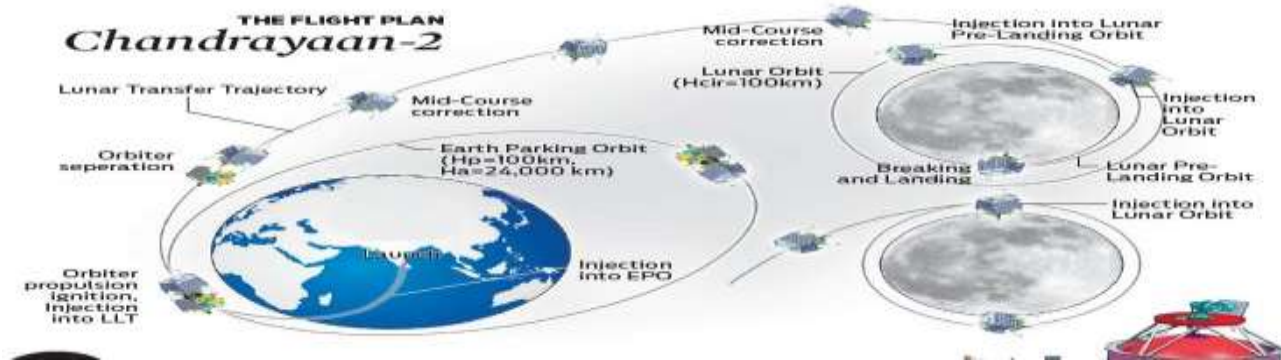 THE FLIGHT PLAN
Chandrayaan-2
Lunar Transfer Trajectory
Mid-Course
correction
Orbiter
seperation
Earth Parking Orbit
(Hp=100km,
Ha=24,000 km)
Launch
Injection
into EPO
Orbiter
propulsion
ignition,
Injection
into LLT
Mid-Course
correction
Injection into Lunar
Pre-Landing Orbit
Lunar Orbit
(Hcir=100km)
Injection
into
Lunar
Orbit
Breaking
and Landing
Lunar Pre-
Landing Orbit
Injection into
Lunar Orbit